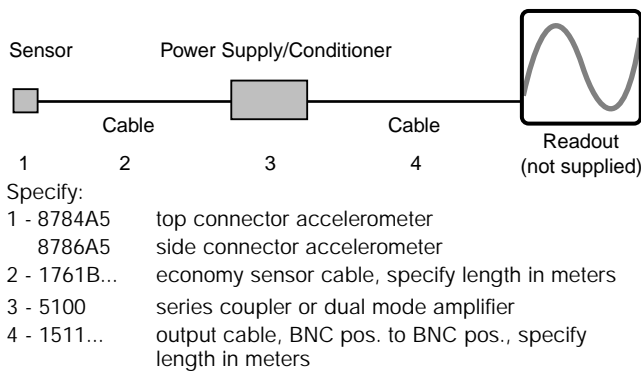 Sensor Power Supply/Conditioner
Cable Cable
Readout
(not supplied)
1 2 3 4
Specify:
1 - 8784A5 top connector accelerometer
8786A5 side connector accelerometer
2 - 1761B... economy sensor cable, specify length in meters
3 - 5100 series coupler or dual mode amplifier
4 - 1511... output cable, BNC pos. to BNC pos., specify
length in meters